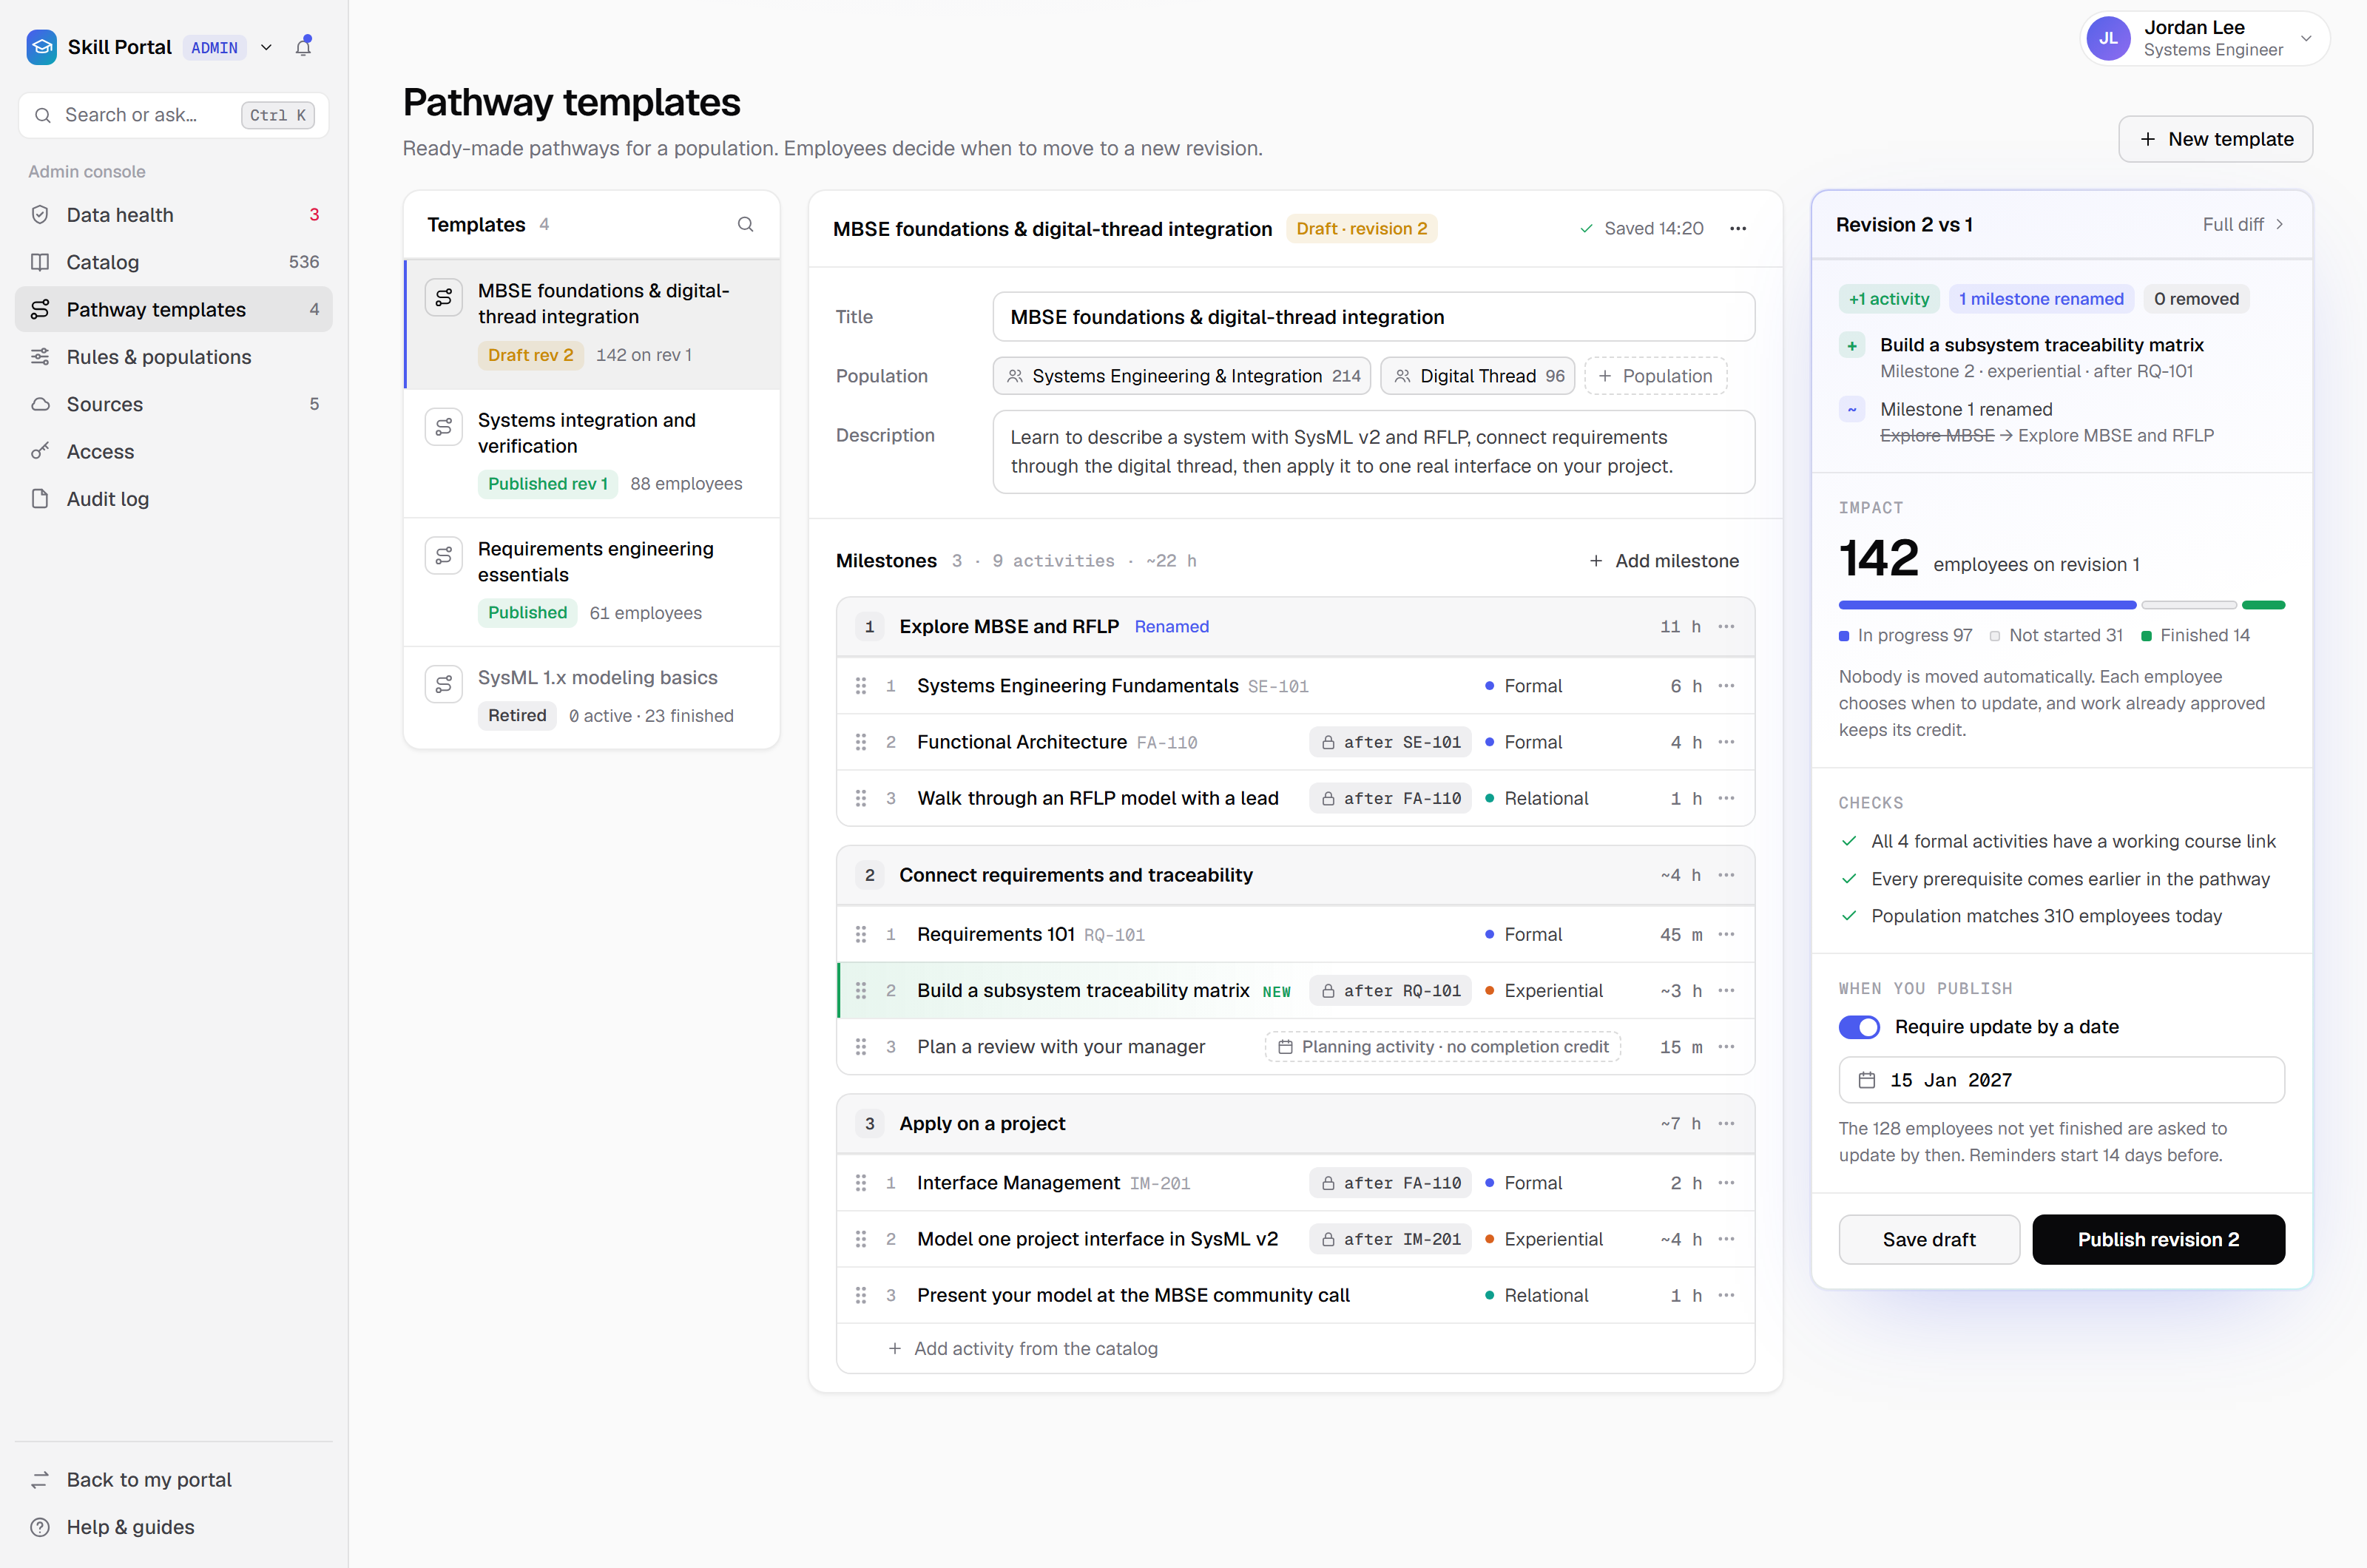 Skill Portal ADMIN
Search or ask... Ctrl K
Admin console
Data health 3
Catalog 536
Pathway templates 4
Rules & populations
Sources 5
Access
Audit log
Back to my portal
Help & guides
JL
Jordan Lee
Systems Engineer
Pathway templates
Ready-made pathways for a population. Employees decide when to move to a new revision.
+ New template
Templates 4
MBSE foundations & digital-
thread integration
Draft rev 2 142 on rev 1
Systems integration and
verification
Published rev 1 88 employees
Requirements engineering
essentials
Published 61 employees
SysML 1.x modeling basics
Retired 0 active · 23 finished
MBSE foundations & digital-thread integration Draft · revision 2 Saved 14:20
Title MBSE foundations & digital-thread integration
Population Systems Engineering & Integration 214 Digital Thread 96 + Population
Description Learn to describe a system with SysML v2 and RFLP, connect requirements
through the digital thread, then apply it to one real interface on your project.
Milestones 3 · 9 activities · ~22 h + Add milestone
1 Explore MBSE and RFLP Renamed 11 h
1 Systems Engineering Fundamentals SE-101 Formal 6 h
2 Functional Architecture FA-110 after SE-101 Formal 4 h
3 Walk through an RFLP model with a lead after FA-110 Relational 1 h
2 Connect requirements and traceability ~4 h
1 Requirements 101 RQ-101 Formal 45 m
2 Build a subsystem traceability matrix NEW after RQ-101 Experiential ~3 h
3 Plan a review with your manager Planning activity · no completion credit 15 m
3 Apply on a project ~7 h
1 Interface Management IM-201 after FA-110 Formal 2 h
2 Model one project interface in SysML v2 after IM-201 Experiential ~4 h
3 Present your model at the MBSE community call Relational 1 h
+ Add activity from the catalog
Revision 2 vs 1 Full diff
+1 activity 1 milestone renamed 0 removed
+ Build a subsystem traceability matrix
Milestone 2 · experiential · after RQ-101
~ Milestone 1 renamed
Explore MBSE → Explore MBSE and RFLP
IMPACT
142 employees on revision 1
In progress 97 Not started 31 Finished 14
Nobody is moved automatically. Each employee
chooses when to update, and work already approved
keeps its credit.
CHECKS
All 4 formal activities have a working course link
Every prerequisite comes earlier in the pathway
Population matches 310 employees today
WHEN YOU PUBLISH
Require update by a date
15 Jan 2027
The 128 employees not yet finished are asked to
update by then. Reminders start 14 days before.
Save draft Publish revision 2